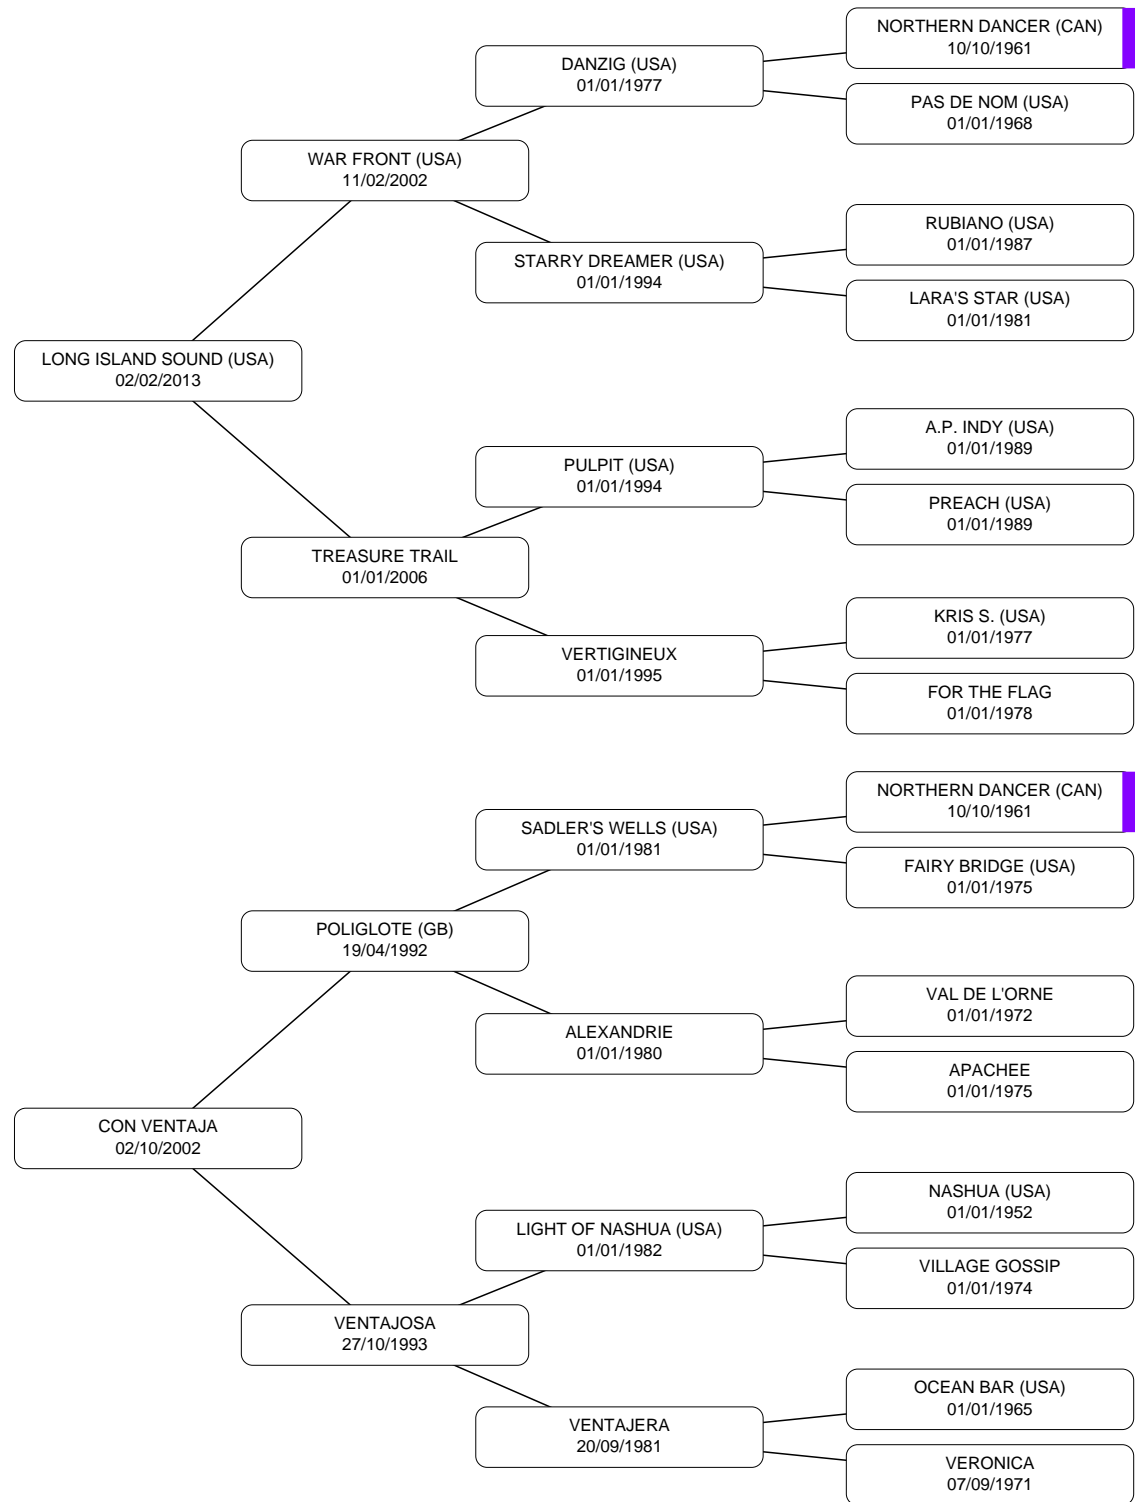 NORTHERN DANCER (CAN)
10/10/1961
DANZIG (USA)
01/01/1977
PAS DE NOM (USA)
01/01/1968
WAR FRONT (USA)
11/02/2002
RUBIANO (USA)
01/01/1987
STARRY DREAMER (USA)
01/01/1994
LARA'S STAR (USA)
01/01/1981
LONG ISLAND SOUND (USA)
02/02/2013
A.P. INDY (USA)
01/01/1989
PULPIT (USA)
01/01/1994
PREACH (USA)
01/01/1989
TREASURE TRAIL
01/01/2006
KRIS S. (USA)
01/01/1977
VERTIGINEUX
01/01/1995
FOR THE FLAG
01/01/1978
NORTHERN DANCER (CAN)
10/10/1961
SADLER'S WELLS (USA)
01/01/1981
FAIRY BRIDGE (USA)
01/01/1975
POLIGLOTE (GB)
19/04/1992
VAL DE L'ORNE
01/01/1972
ALEXANDRIE
01/01/1980
APACHEE
01/01/1975
CON VENTAJA
02/10/2002
NASHUA (USA)
01/01/1952
LIGHT OF NASHUA (USA)
01/01/1982
VILLAGE GOSSIP
01/01/1974
VENTAJOSA
27/10/1993
OCEAN BAR (USA)
01/01/1965
VENTAJERA
20/09/1981
VERONICA
07/09/1971